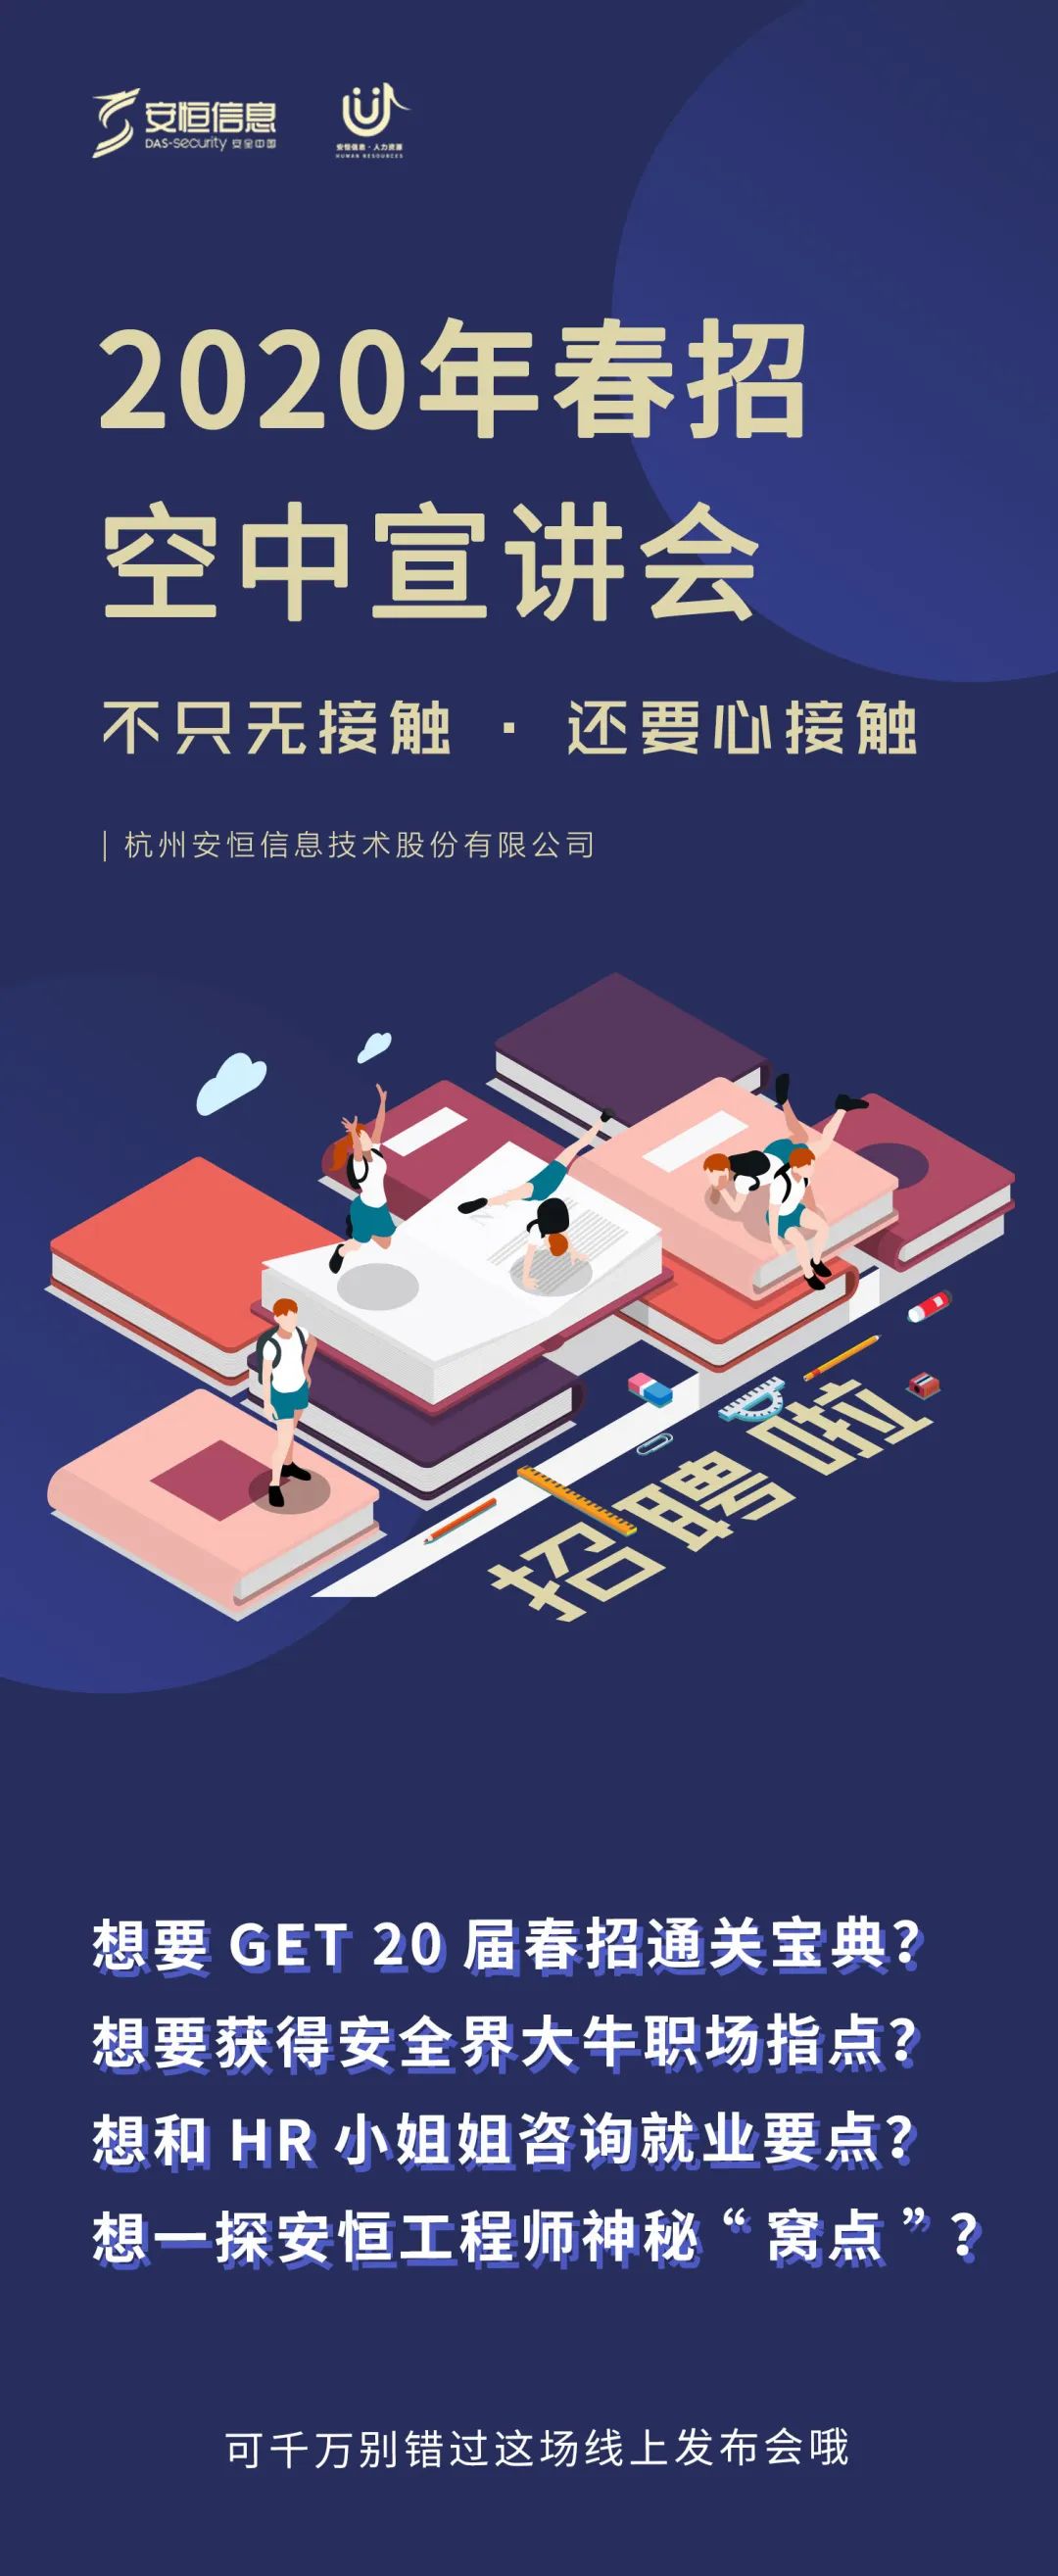 安恒信息
DAS-security 安全中国
安恒信息·人力资源
HUMAN RESOURCES
2020年春招
空中宣讲会
不只无接触 · 还要心接触
| 杭州安恒信息技术股份有限公司
招聘啦
想要 GET 20 届春招通关宝典？
想要获得安全界大牛职场指点？
想和 HR 小姐姐咨询就业要点？
想一探安恒工程师神秘“窝点”？
可千万别错过这场线上发布会哦